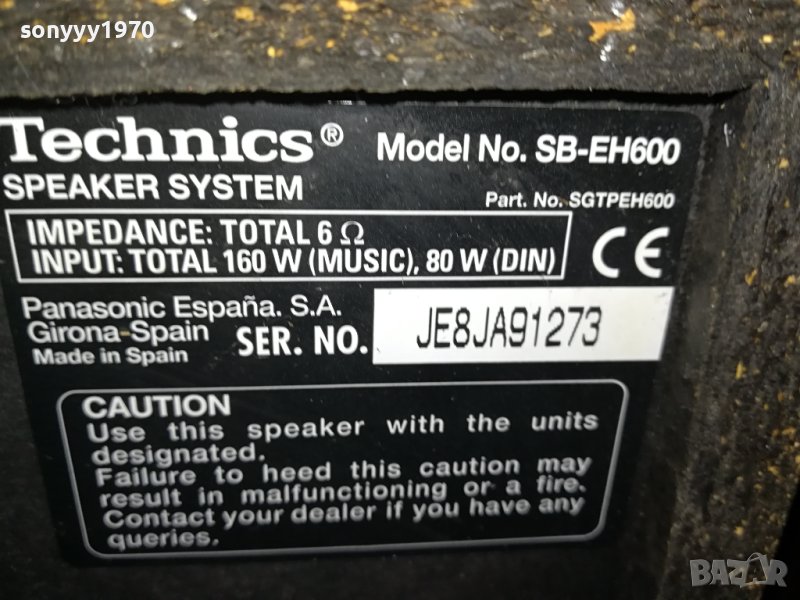 sonyyy1970
Technics® Model No. SB-EH600
SPEAKER SYSTEM
Part. No. SGTPEH600
IMPEDANCE: TOTAL 6 Ω
INPUT: TOTAL 160 W (MUSIC), 80 W (DIN)
CE
Panasonic España. S.A.
Girona-Spain
Made in Spain
SER. NO. JE8JA91273
CAUTION
Use this speaker with the units
designated.
Failure to heed this caution may
result in malfunctioning or a fire.
Contact your dealer if you have any
queries.
BAZAR